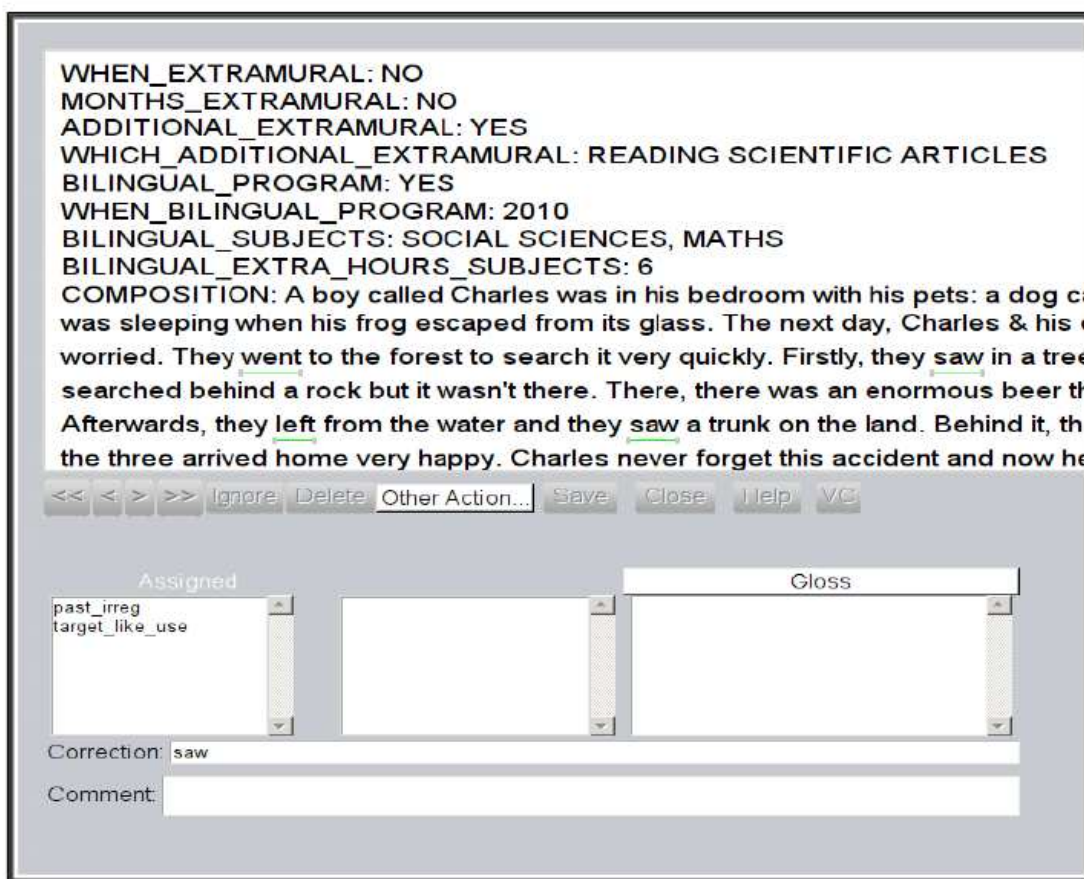 WHEN_EXTRAMURAL: NO
MONTHS_EXTRAMURAL: NO
ADDITIONAL_EXTRAMURAL: YES
WHICH_ADDITIONAL_EXTRAMURAL: READING SCIENTIFIC ARTICLES
BILINGUAL_PROGRAM: YES
WHEN_BILINGUAL_PROGRAM: 2010
BILINGUAL_SUBJECTS: SOCIAL SCIENCES, MATHS
BILINGUAL_EXTRA_HOURS_SUBJECTS: 6
COMPOSITION: A boy called Charles was in his bedroom with his pets: a dog
was sleeping when his frog escaped from its glass. The next day, Charles & his
worried. They went to the forest to search it very quickly. Firstly, they saw in a tree
searched behind a rock but it wasn't there. There, there was an enormous beer
Afterwards, they left from the water and they saw a trunk on the land. Behind it,
the three arrived home very happy. Charles never forget this accident and now
<< < > >> Ignore Delete Other Action... Save Close Help VC
Assigned Gloss
past_irreg
target_like_use
Correction: saw
Comment: